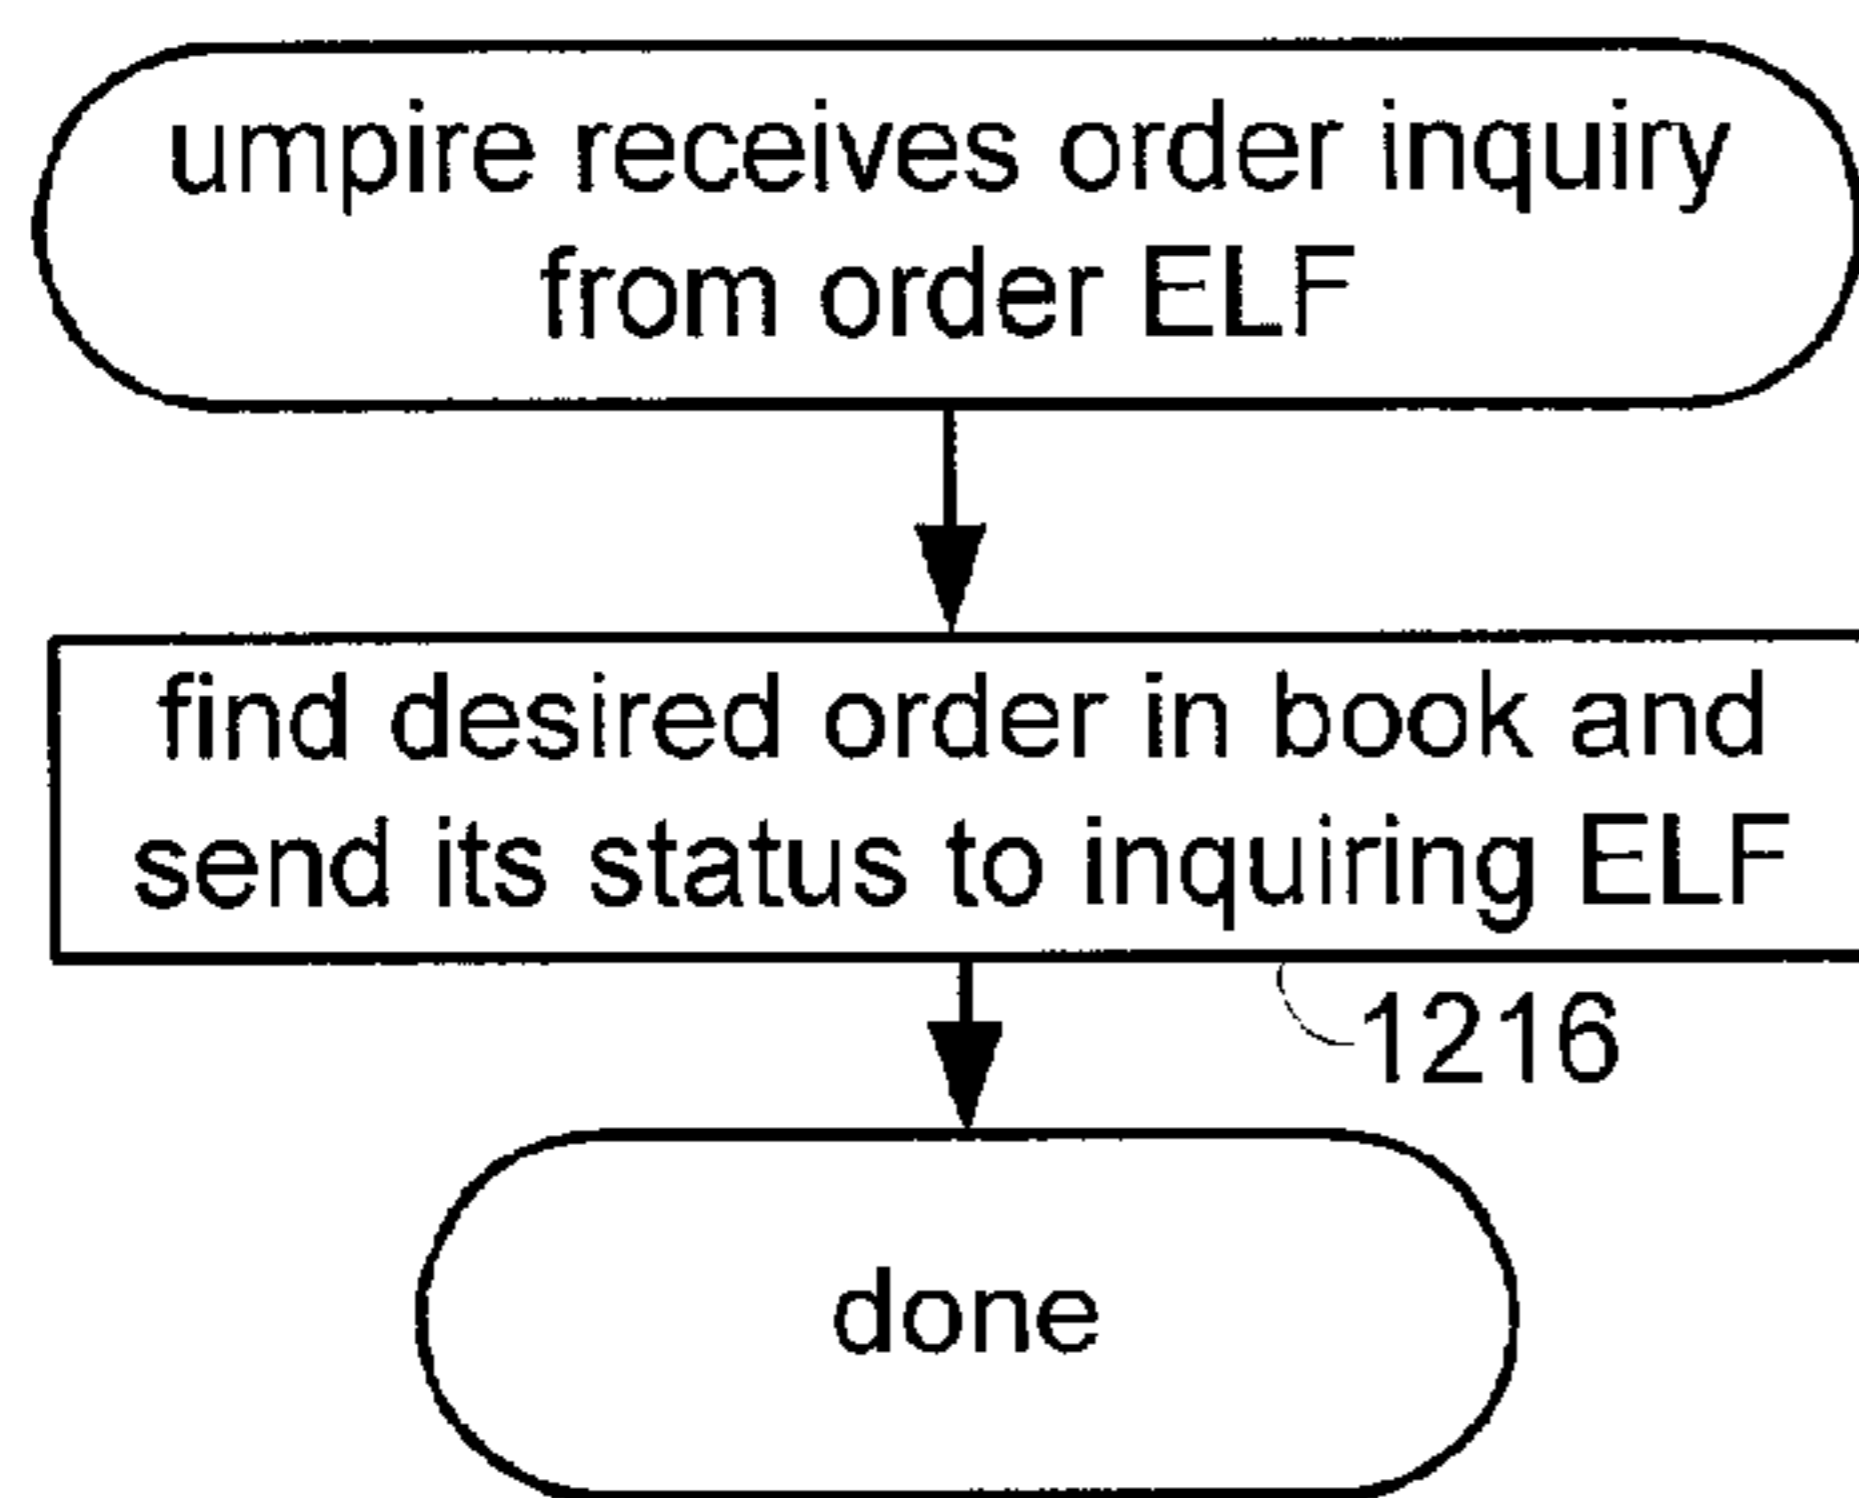 umpire receives order inquiry
from order ELF
find desired order in book and
send its status to inquiring ELF
1216
done